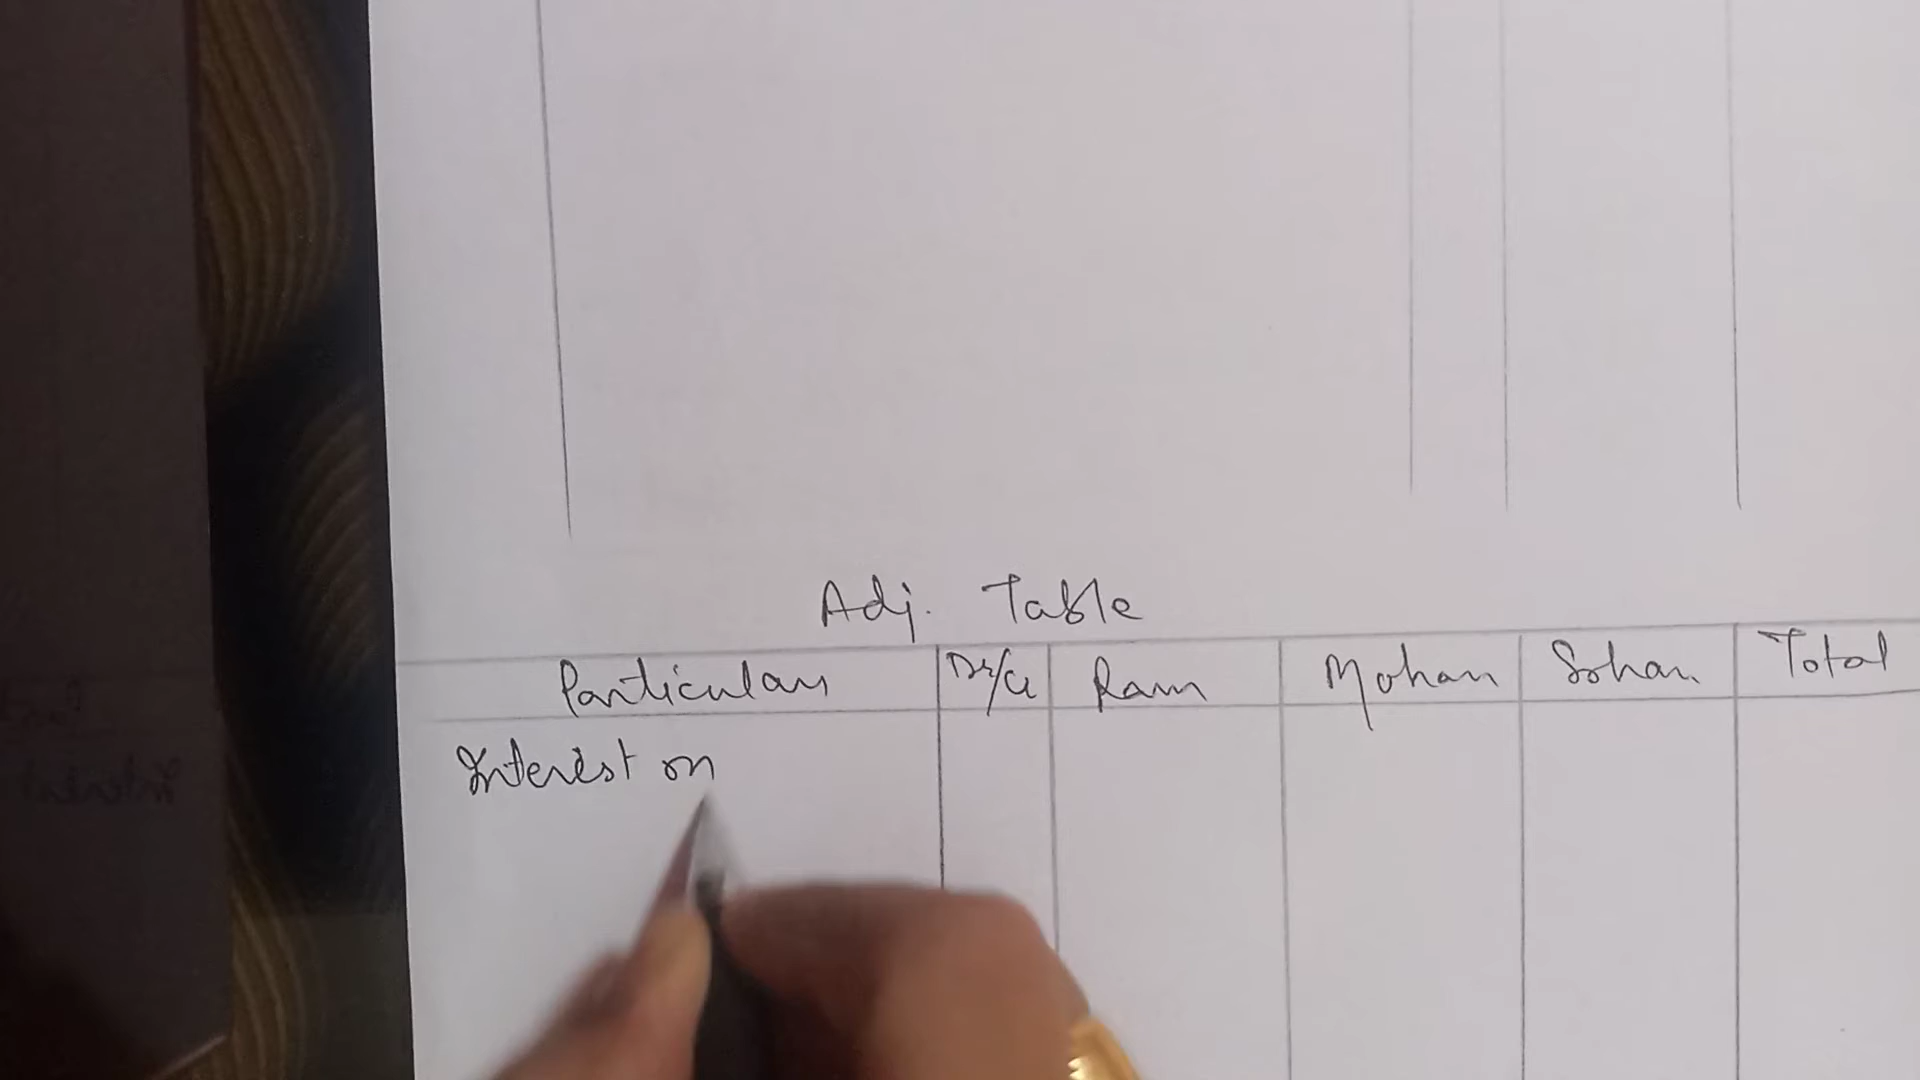 Adj. Table
Particulars Dr/Cr Ram Mohan Sohan Total
Interest on